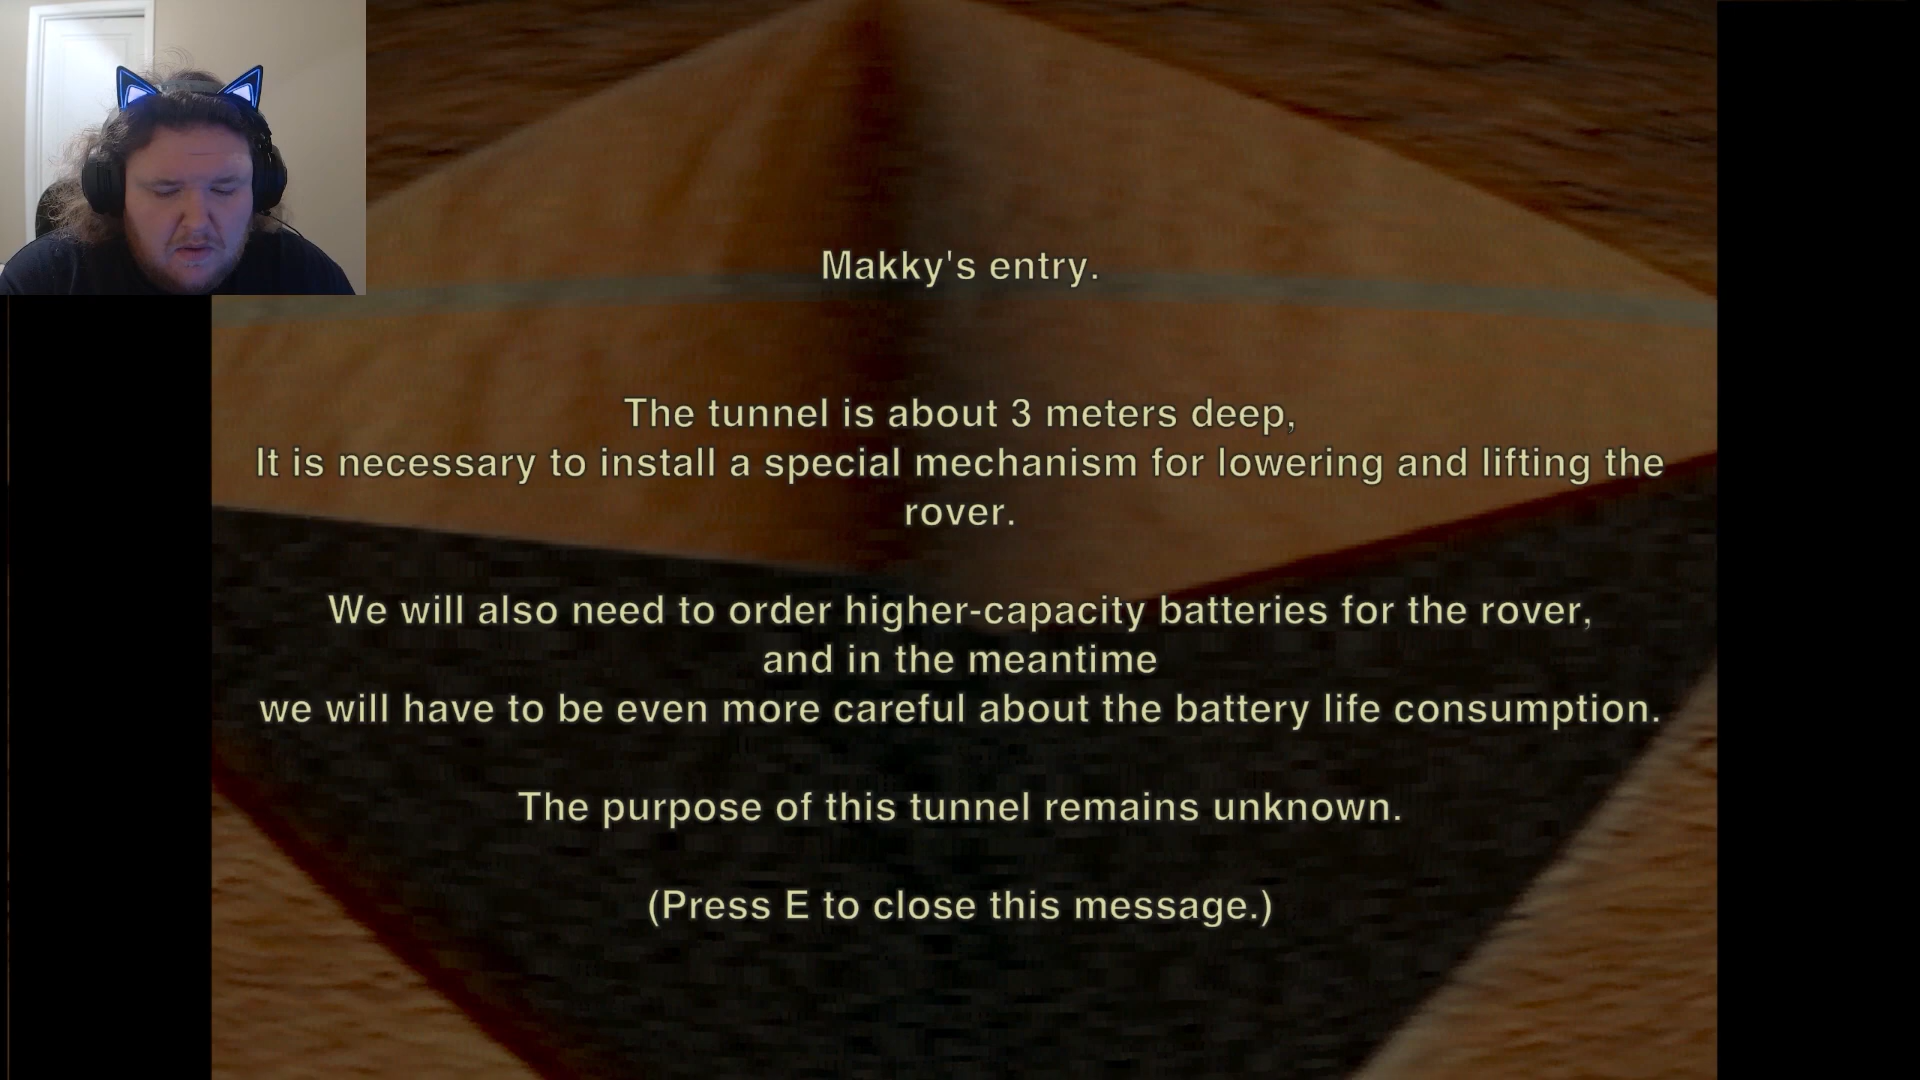 Makky's entry.
The tunnel is about 3 meters deep,
It is necessary to install a special mechanism for lowering and lifting the
rover.
We will also need to order higher-capacity batteries for the rover,
and in the meantime
we will have to be even more careful about the battery life consumption.
The purpose of this tunnel remains unknown.
(Press E to close this message.)